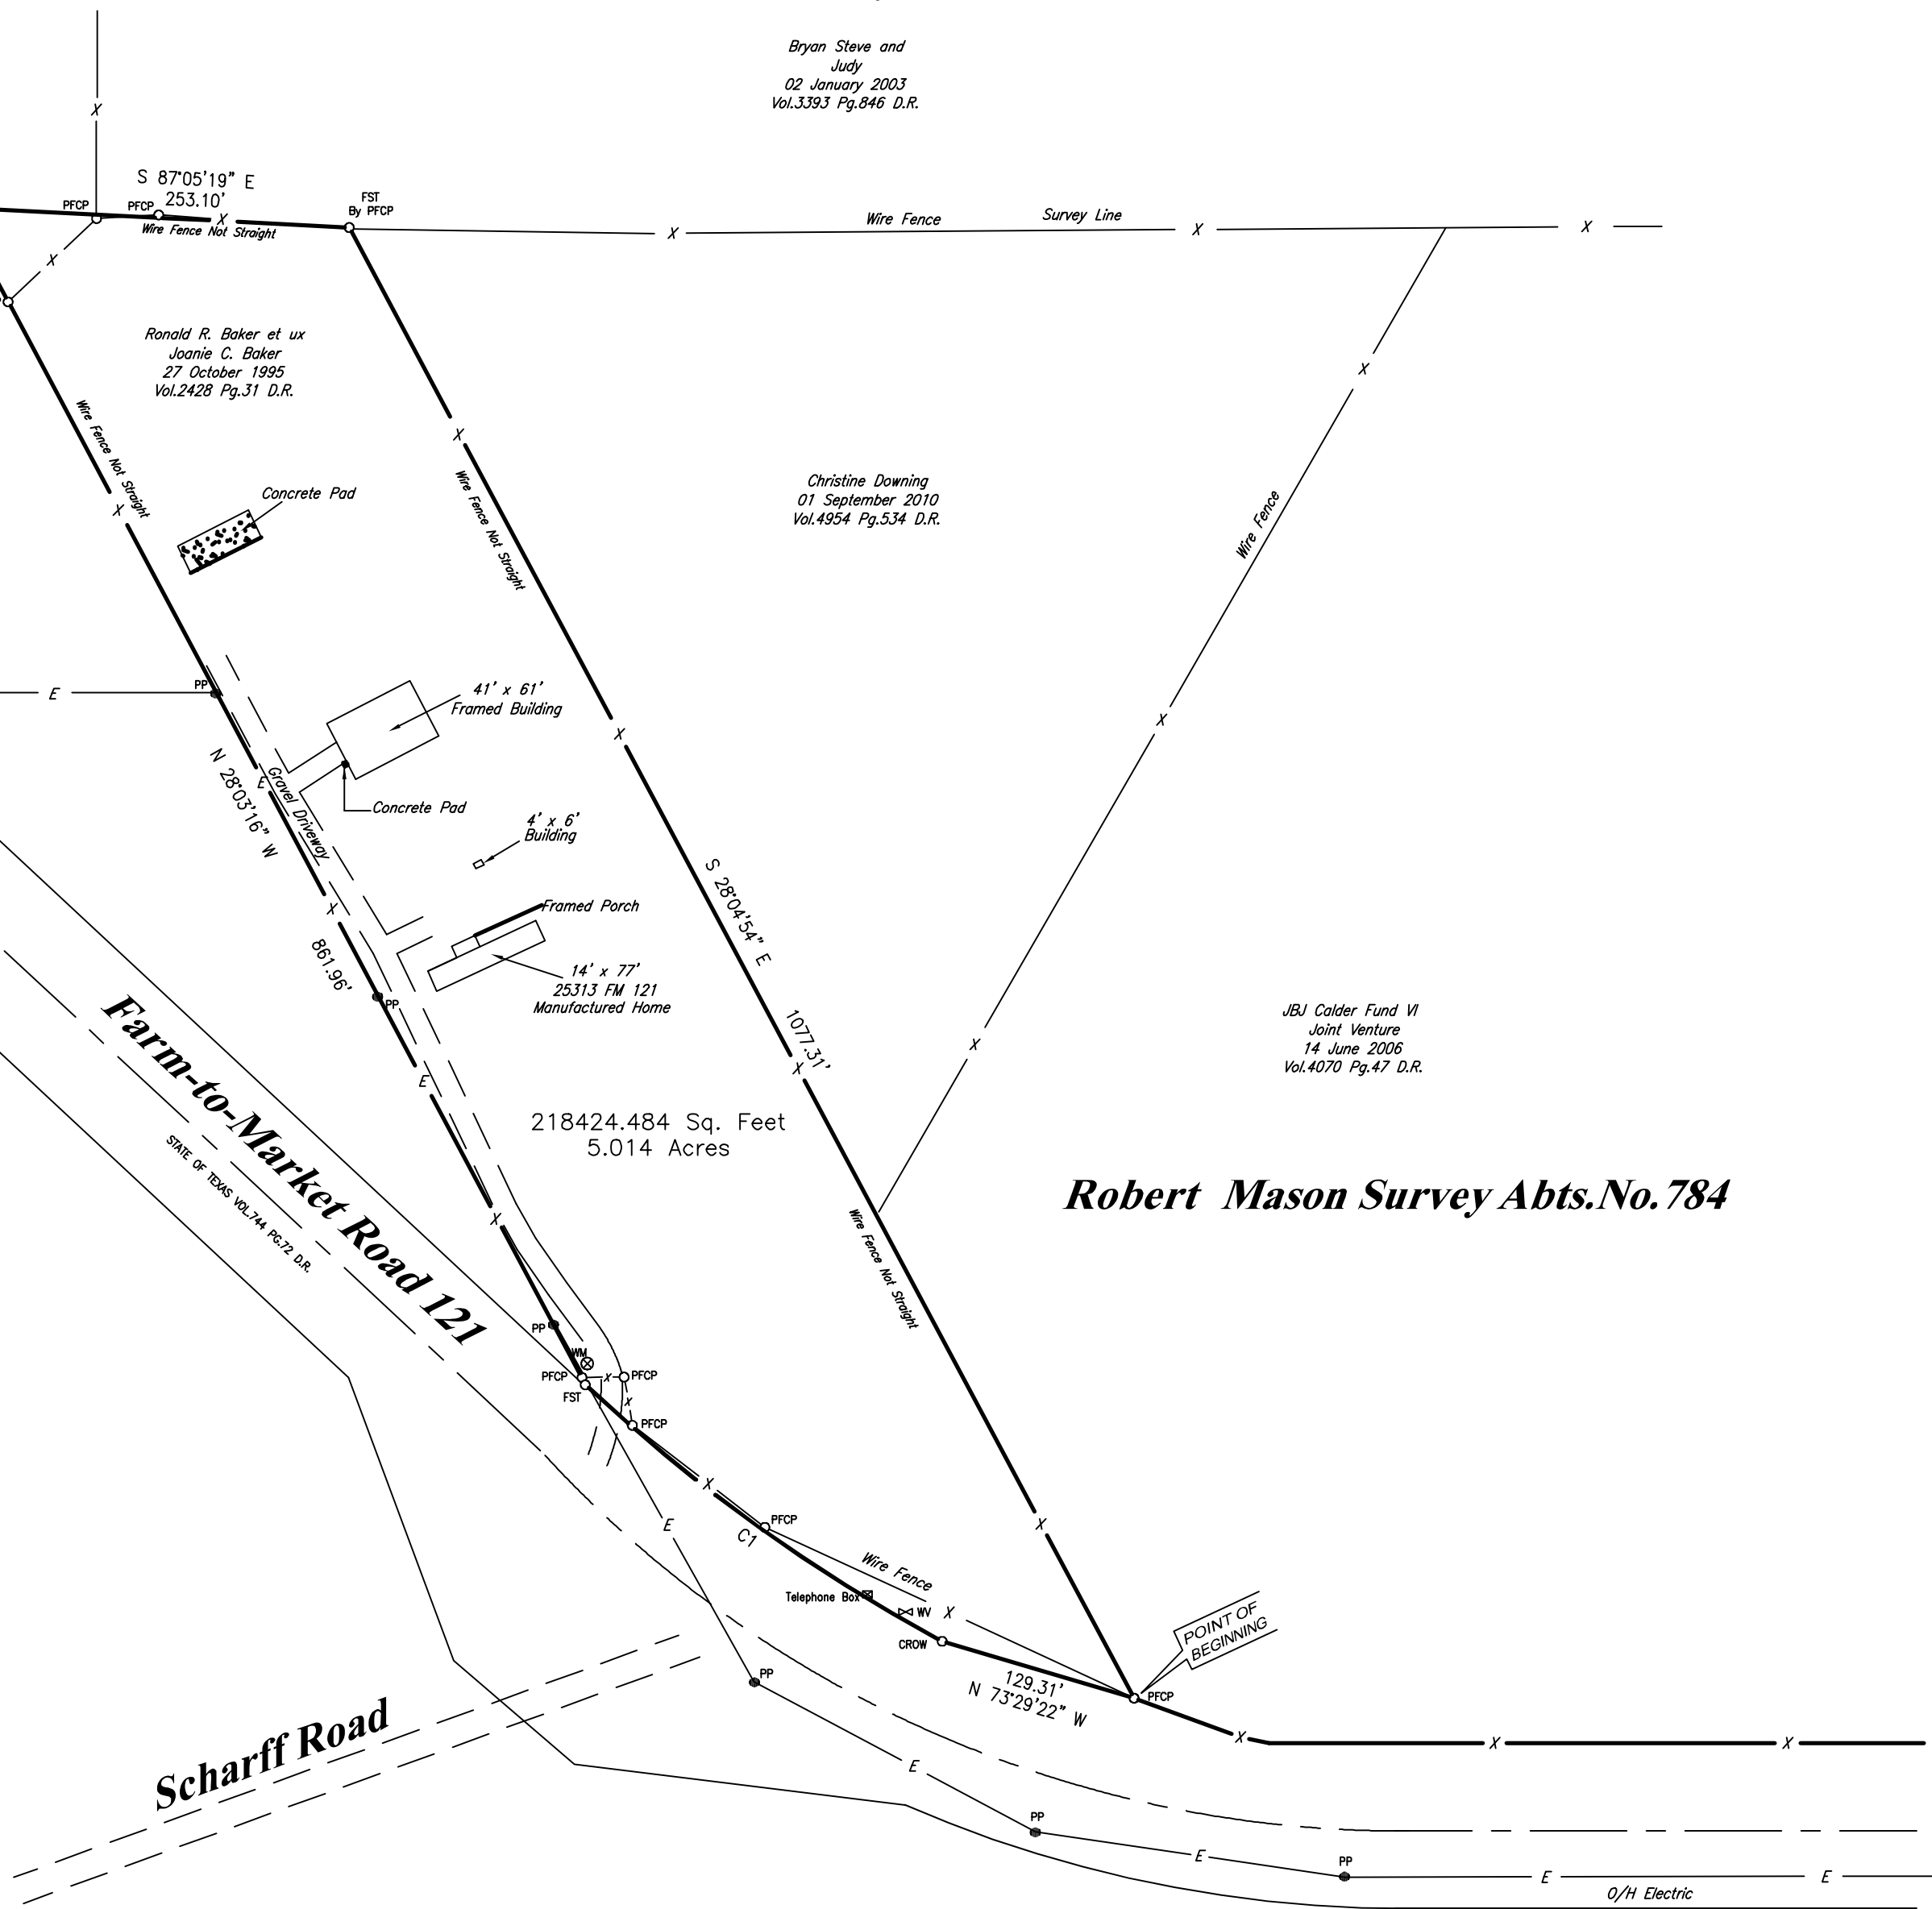 Bryan Steve and
Judy
02 January 2003
Vol.3393 Pg.846 D.R.
X
S 87°05'19" E
253.10'
PFCP
PFCP
X
Wire Fence Not Straight
FST
By PFCP
X
Wire Fence
Survey Line
X
X
X
Ronald R. Baker et ux
Joanie C. Baker
27 October 1995
Vol.2428 Pg.31 D.R.
X
Wire Fence Not Straight
X
Concrete Pad
X
Wire Fence Not Straight
Christine Downing
01 September 2010
Vol.4954 Pg.534 D.R.
Wire Fence
X
E
PP
41' x 61'
Framed Building
X
X
N 28°03'16" W
E
Gravel Driveway
Concrete Pad
4' x 6'
Building
S 28°04'54" E
X
861.96'
Framed Porch
PP
14' x 77'
25313 FM 121
Manufactured Home
1077.31'
X
X
JBJ Calder Fund VI
Joint Venture
14 June 2006
Vol.4070 Pg.47 D.R.
E
218424.484 Sq. Feet
5.014 Acres
Farm-to-Market Road 121
STATE OF TEXAS VOL.744 PG.72 D.R.
Robert Mason Survey Abts.No.784
X
Wire Fence Not Straight
PP
WM
PFCP
X
PFCP
FST
X
PFCP
X
E
C1
PFCP
X
Wire Fence
Telephone Box
WV
X
CROW
POINT OF
BEGINNING
129.31'
N 73°29'22" W
PFCP
PP
Scharff Road
X
X
X
E
PP
E
PP
E
E
O/H Electric